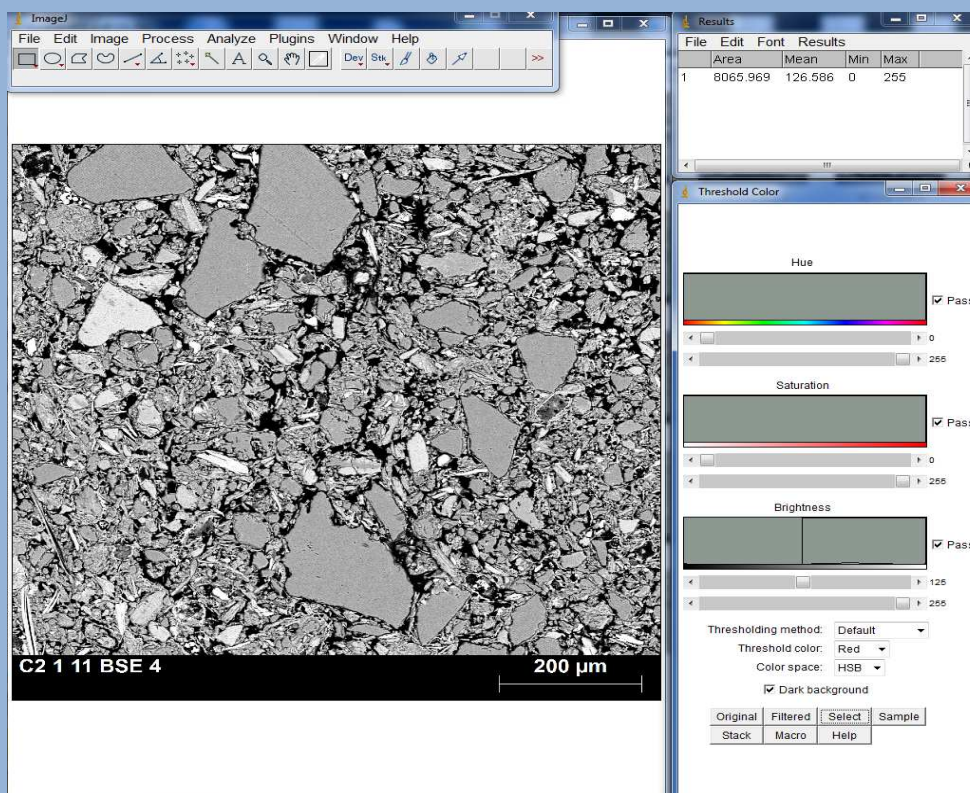 ImageJ
File Edit Image Process Analyze Plugins Window Help
Dev Stk >>
Results
File Edit Font Results
Area Mean Min Max
1 8065.969 126.586 0 255
C2 1 11 BSE 4
200 µm
Threshold Color
Hue
Pass
0
255
Saturation
Pass
0
255
Brightness
Pass
125
255
Thresholding method: Default
Threshold color: Red
Color space: HSB
Dark background
Original Filtered Select Sample
Stack Macro Help